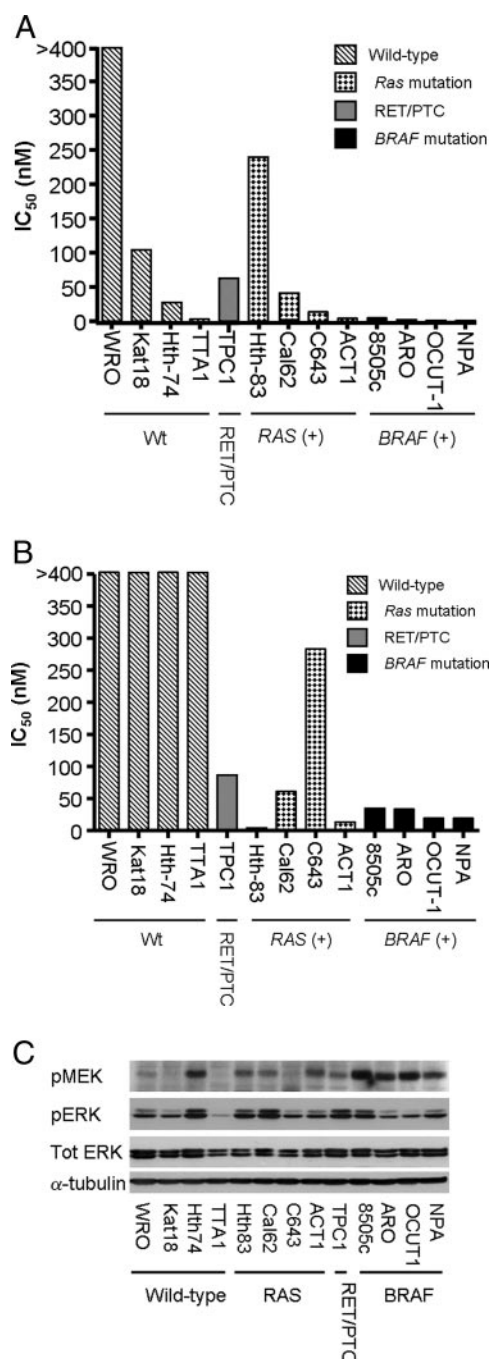 A
>400
400
350
300
250
200
150
100
50
0
IC50 (nM)
Wild-type
Ras mutation
RET/PTC
BRAF mutation
WRO
Kat18
Hth-74
TTA1
TPC1
Hth-83
Cal62
C643
ACT1
8505c
ARO
OCUT-1
NPA
Wt
RET/PTC
RAS (+)
BRAF (+)
B
>400
400
300
200
100
50
0
IC50 (nM)
Wild-type
Ras mutation
RET/PTC
BRAF mutation
WRO
Kat18
Hth-74
TTA1
TPC1
Hth-83
Cal62
C643
ACT1
8505c
ARO
OCUT-1
NPA
Wt
RET/PTC
RAS (+)
BRAF (+)
C
pMEK
pERK
Tot ERK
α-tubulin
WRO
Kat18
Hth74
TTA1
Hth83
Cal62
C643
ACT1
TPC1
8505c
ARO
OCUT1
NPA
Wild-type
RAS
RET/PTC
BRAF